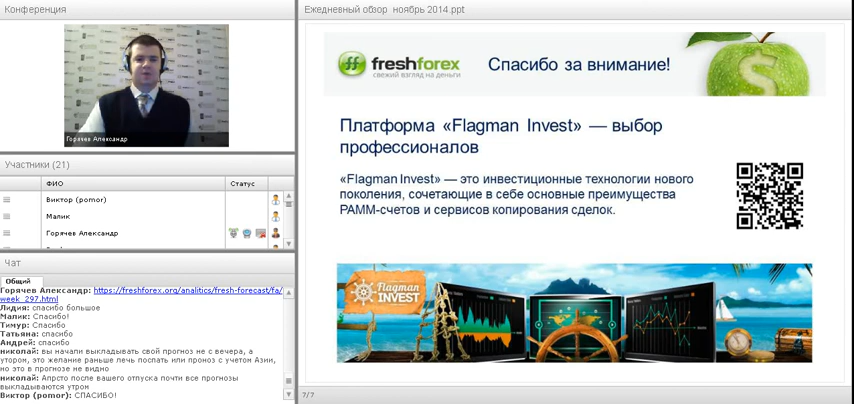 Конференция
Горячев Александр
Участники (21)
ФИО
Статус
Виктор (pomor)
Малик
Горячев Александр
Чат
Общий
Горячев Александр: https://freshforex.org/analitics/fresh-forecast/fa/
week_297.html
Лидия: спасибо большое
Малик: Спасибо!
Тимур: Спасибо
Татьяна: спасибо
Андрей: спасибо
николай: вы начали выкладывать свой прогноз не с вечера, а
утором, это желание раньше лечь поспать или проноз с учетом Азии,
но это в прогнозе не видно
николай: Апрсто после вашего отпуска почти все прогнозы
выкладываются утром
Виктор (pomor): СПАСИБО!
Ежедневный обзор ноябрь 2014.ppt
freshforex
свежий взгляд на деньги
Спасибо за внимание!
Платформа «Flagman Invest» — выбор
профессионалов
«Flagman Invest» — это инвестиционные технологии нового
поколения, сочетающие в себе основные преимущества
РАММ-счетов и сервисов копирования сделок.
Flagman
INVEST
7/7